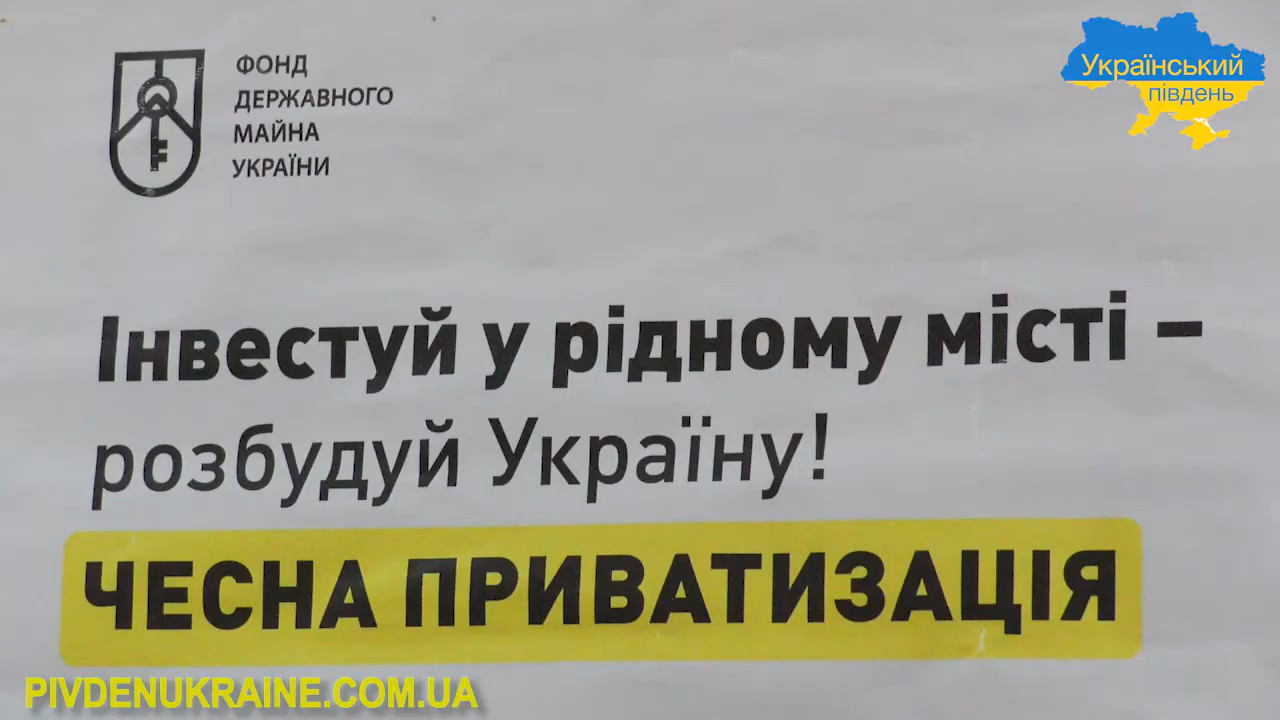 ФОНД
ДЕРЖАВНОГО
МАЙНА
УКРАЇНИ
Український
південь
Інвестуй у рідному місті –
розбудуй Україну!
ЧЕСНА ПРИВАТИЗАЦІЯ
PIVDENUKRAINE.COM.UA